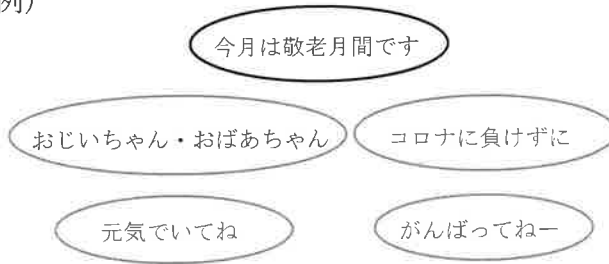 例）
今月は敬老月間です
おじいちゃん・おばあちゃん
コロナに負けずに
元気でいてね
がんばってねー